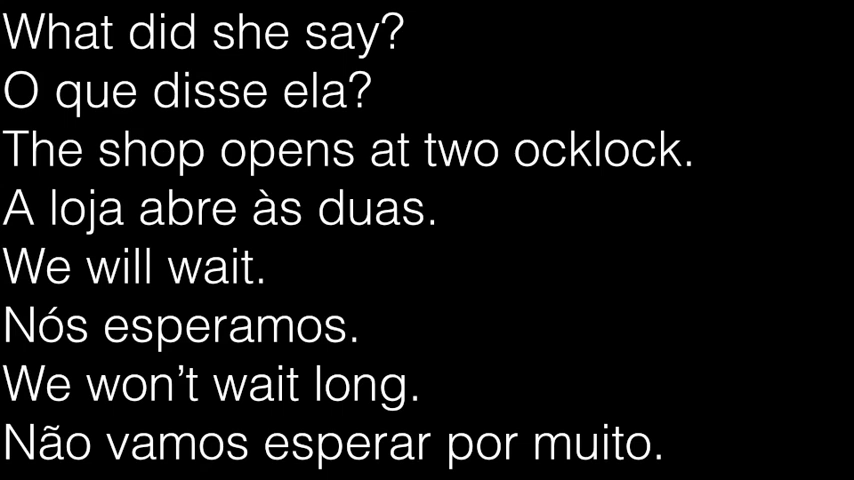 What did she say?
O que disse ela?
The shop opens at two ocklock.
A loja abre às duas.
We will wait.
Nós esperamos.
We won’t wait long.
Não vamos esperar por muito.